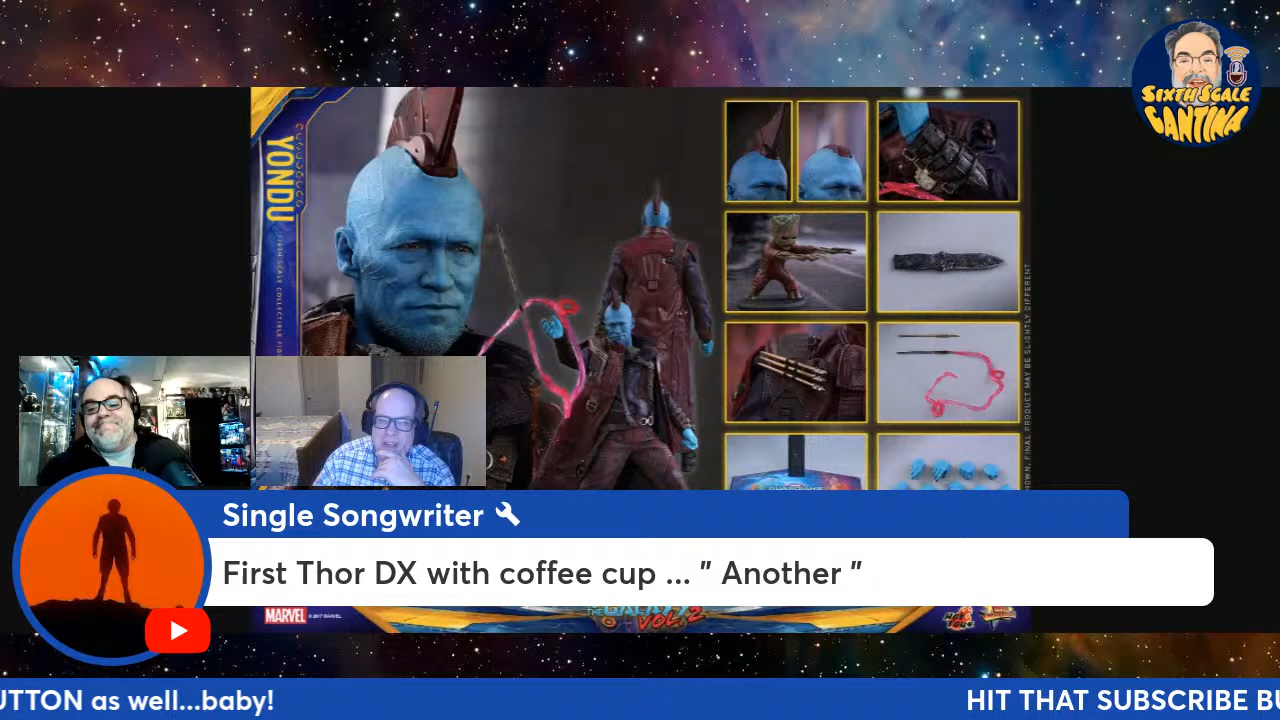 SIXTH SCALE
CANTINA
YONDU
Single Songwriter
First Thor DX with coffee cup ... " Another "
MARVEL
GALAXY
VOL.2
UTTON as well...baby!
HIT THAT SUBSCRIBE BU